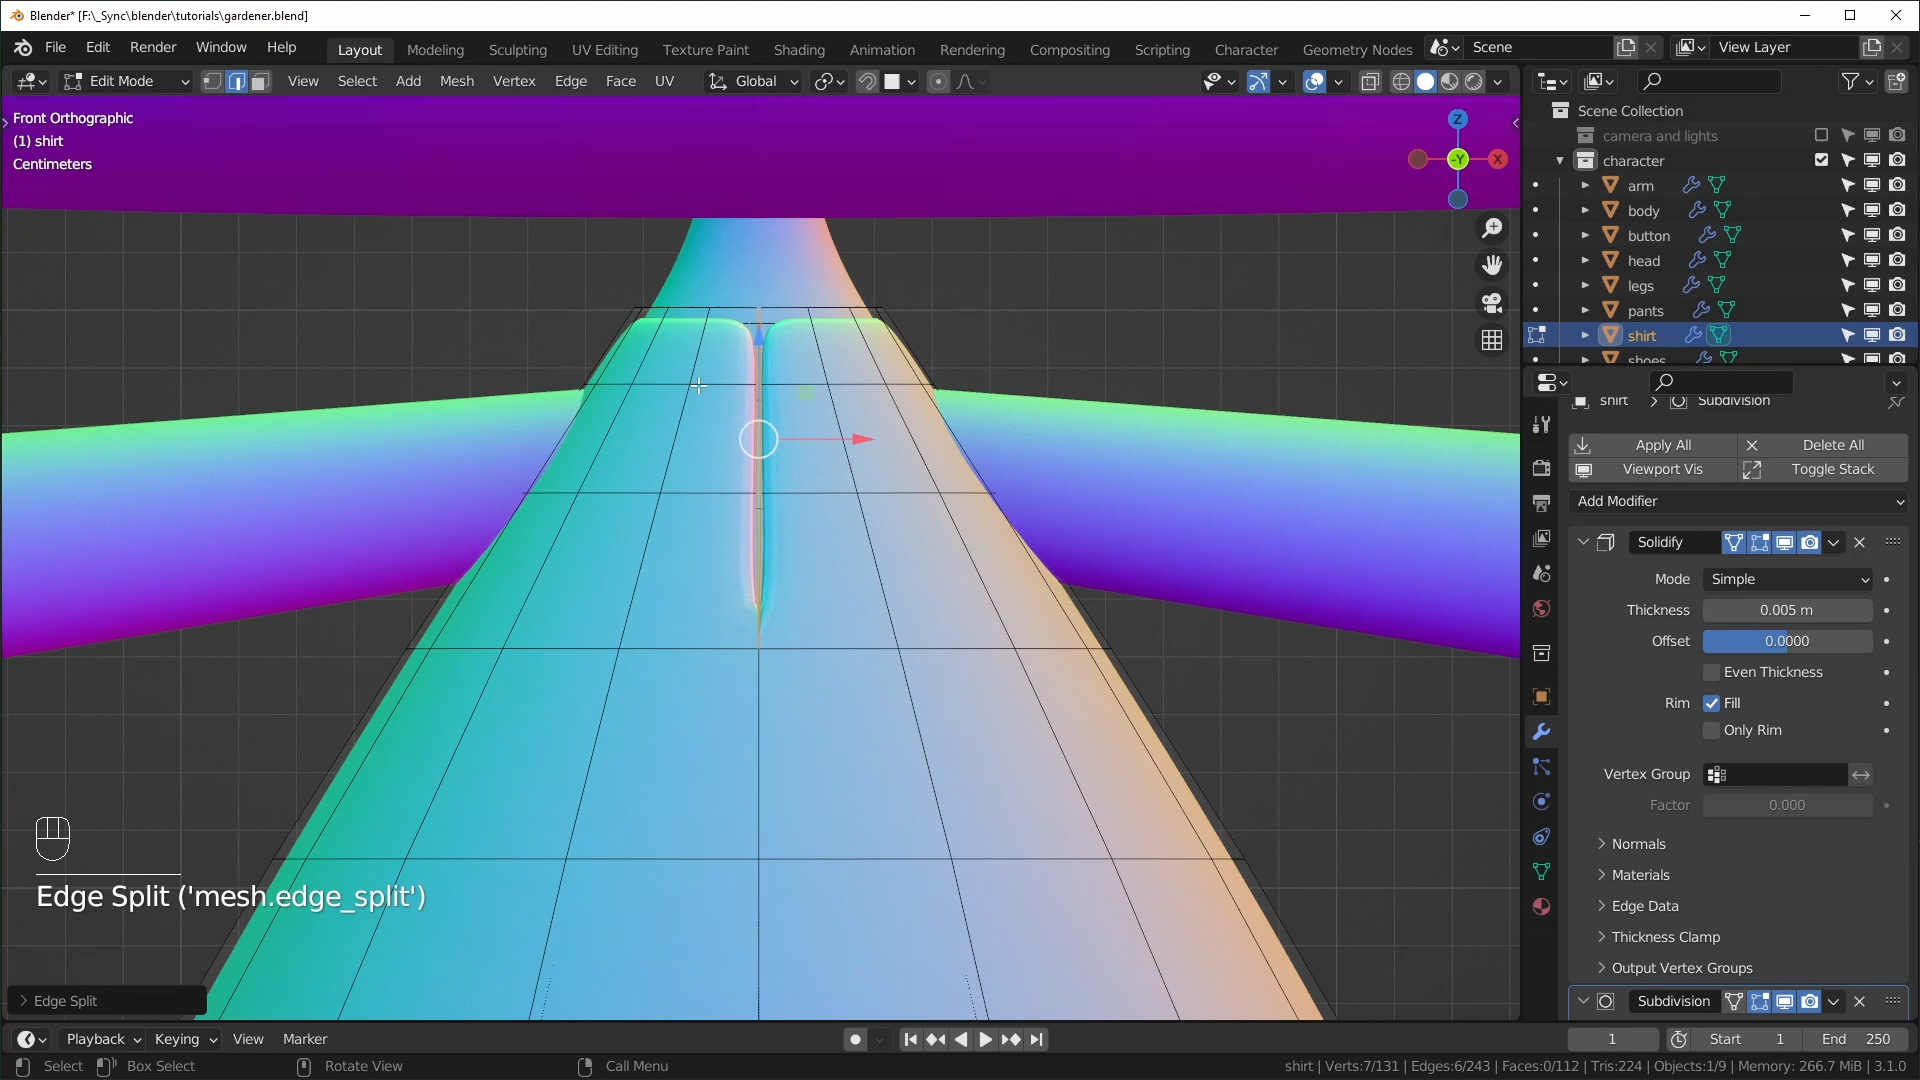 Blender* [F:\_Sync\blender\tutorials\gardener.blend]
File Edit Render Window Help Layout Modeling Sculpting UV Editing Texture Paint Shading Animation Rendering Compositing Scripting Character Geometry Nodes Scene View Layer
Edit Mode View Select Add Mesh Vertex Edge Face UV Global
Front Orthographic
(1) shirt
Centimeters
Z
-Y
X
Scene Collection
camera and lights
character
arm
body
button
head
legs
pants
shirt
shoes
shirt > Subdivision
Apply All Delete All
Viewport Vis Toggle Stack
Add Modifier
Solidify
Mode Simple
Thickness 0.005 m
Offset 0.0000
Even Thickness
Rim Fill
Only Rim
Vertex Group
Factor 0.000
Normals
Materials
Edge Data
Thickness Clamp
Output Vertex Groups
Subdivision
Edge Split ('mesh.edge_split')
Edge Split
Playback Keying View Marker 1 Start 1 End 250
Select Box Select Rotate View Call Menu shirt | Verts:7/131 | Edges:6/243 | Faces:0/112 | Tris:224 | Objects:1/9 | Memory: 266.7 MiB | 3.1.0